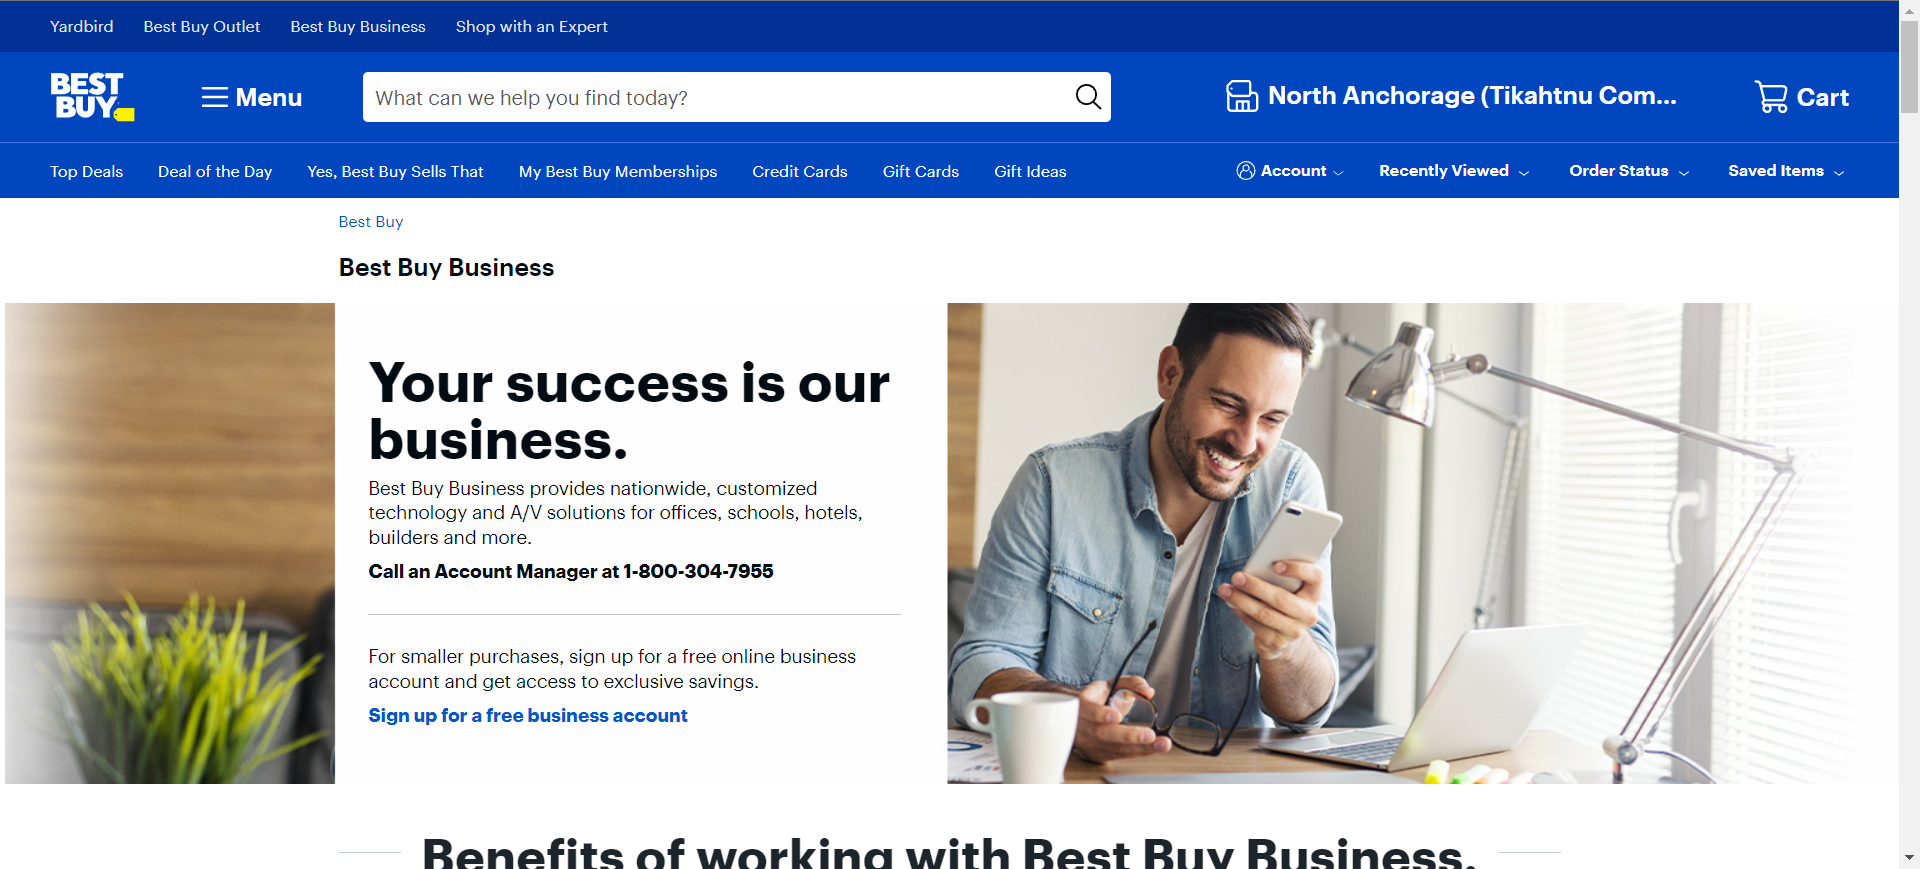 Yardbird Best Buy Outlet Best Buy Business Shop with an Expert
BEST
BUY
Menu
What can we help you find today?
North Anchorage (Tikahtnu Com...
Cart
Top Deals Deal of the Day Yes, Best Buy Sells That My Best Buy Memberships Credit Cards Gift Cards Gift Ideas
Account Recently Viewed Order Status Saved Items
Best Buy
Best Buy Business
Your success is our
business.
Best Buy Business provides nationwide, customized
technology and A/V solutions for offices, schools, hotels,
builders and more.
Call an Account Manager at 1-800-304-7955
For smaller purchases, sign up for a free online business
account and get access to exclusive savings.
Sign up for a free business account
Benefits of working with Best Buy Business.